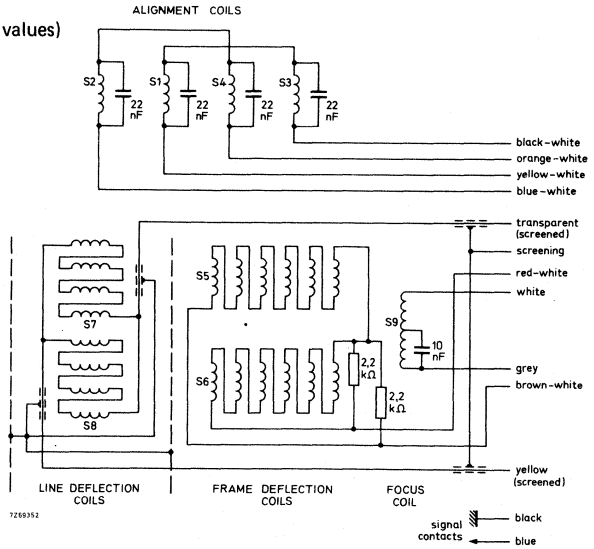 ALIGNMENT COILS
values)
S2
22
nF
S1
22
nF
S4
22
nF
S3
22
nF
black-white
orange-white
yellow-white
blue-white
transparent
(screened)
screening
red-white
white
S5
S7
S9
10
nF
grey
S6
2,2
kΩ
2,2
kΩ
brown-white
S8
yellow
(screened)
LINE DEFLECTION
COILS
FRAME DEFLECTION
COILS
FOCUS
COIL
7Z69352
signal
contacts
black
blue